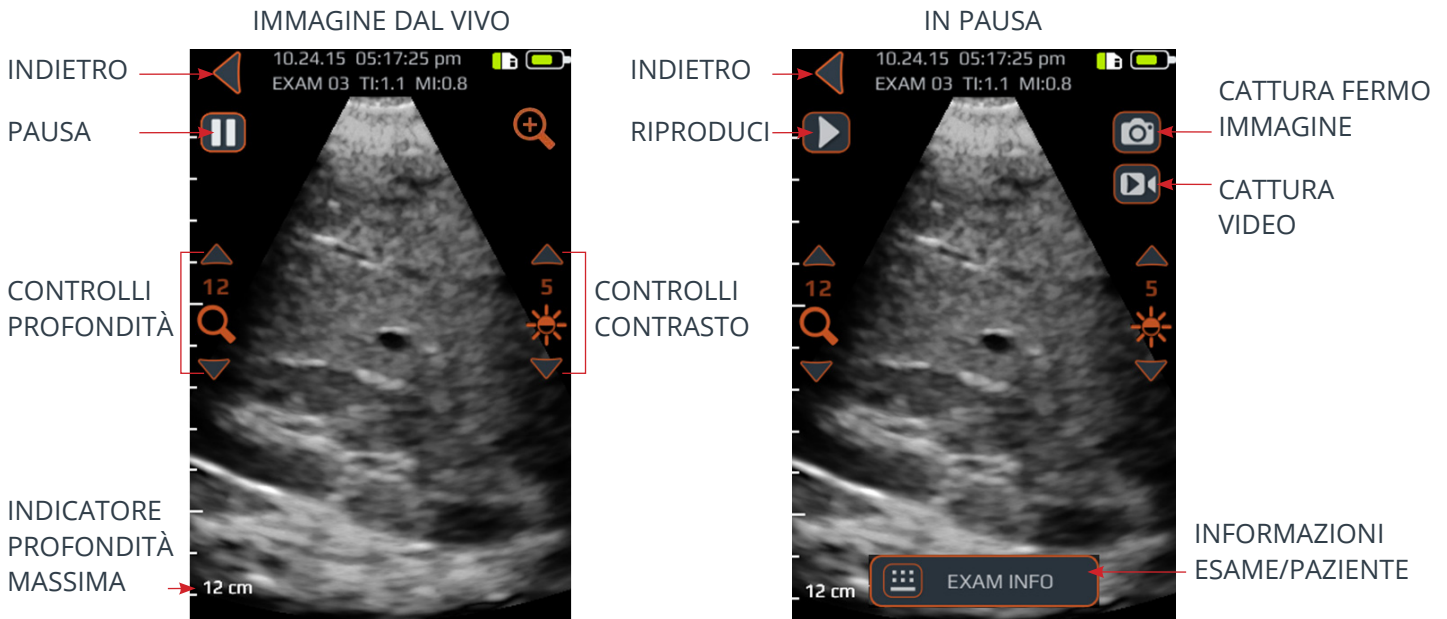 IMMAGINE DAL VIVO
INDIETRO
PAUSA
CONTROLLI
PROFONDITÀ
INDICATORE
PROFONDITÀ
MASSIMA
10.24.15 05:17:25 pm
EXAM 03 TI:1.1 MI:0.8
12
5
12 cm
CONTROLLI
CONTRASTO
IN PAUSA
INDIETRO
RIPRODUCI
10.24.15 05:17:25 pm
EXAM 03 TI:1.1 MI:0.8
12
5
12 cm
EXAM INFO
CATTURA FERMO
IMMAGINE
CATTURA
VIDEO
INFORMAZIONI
ESAME/PAZIENTE